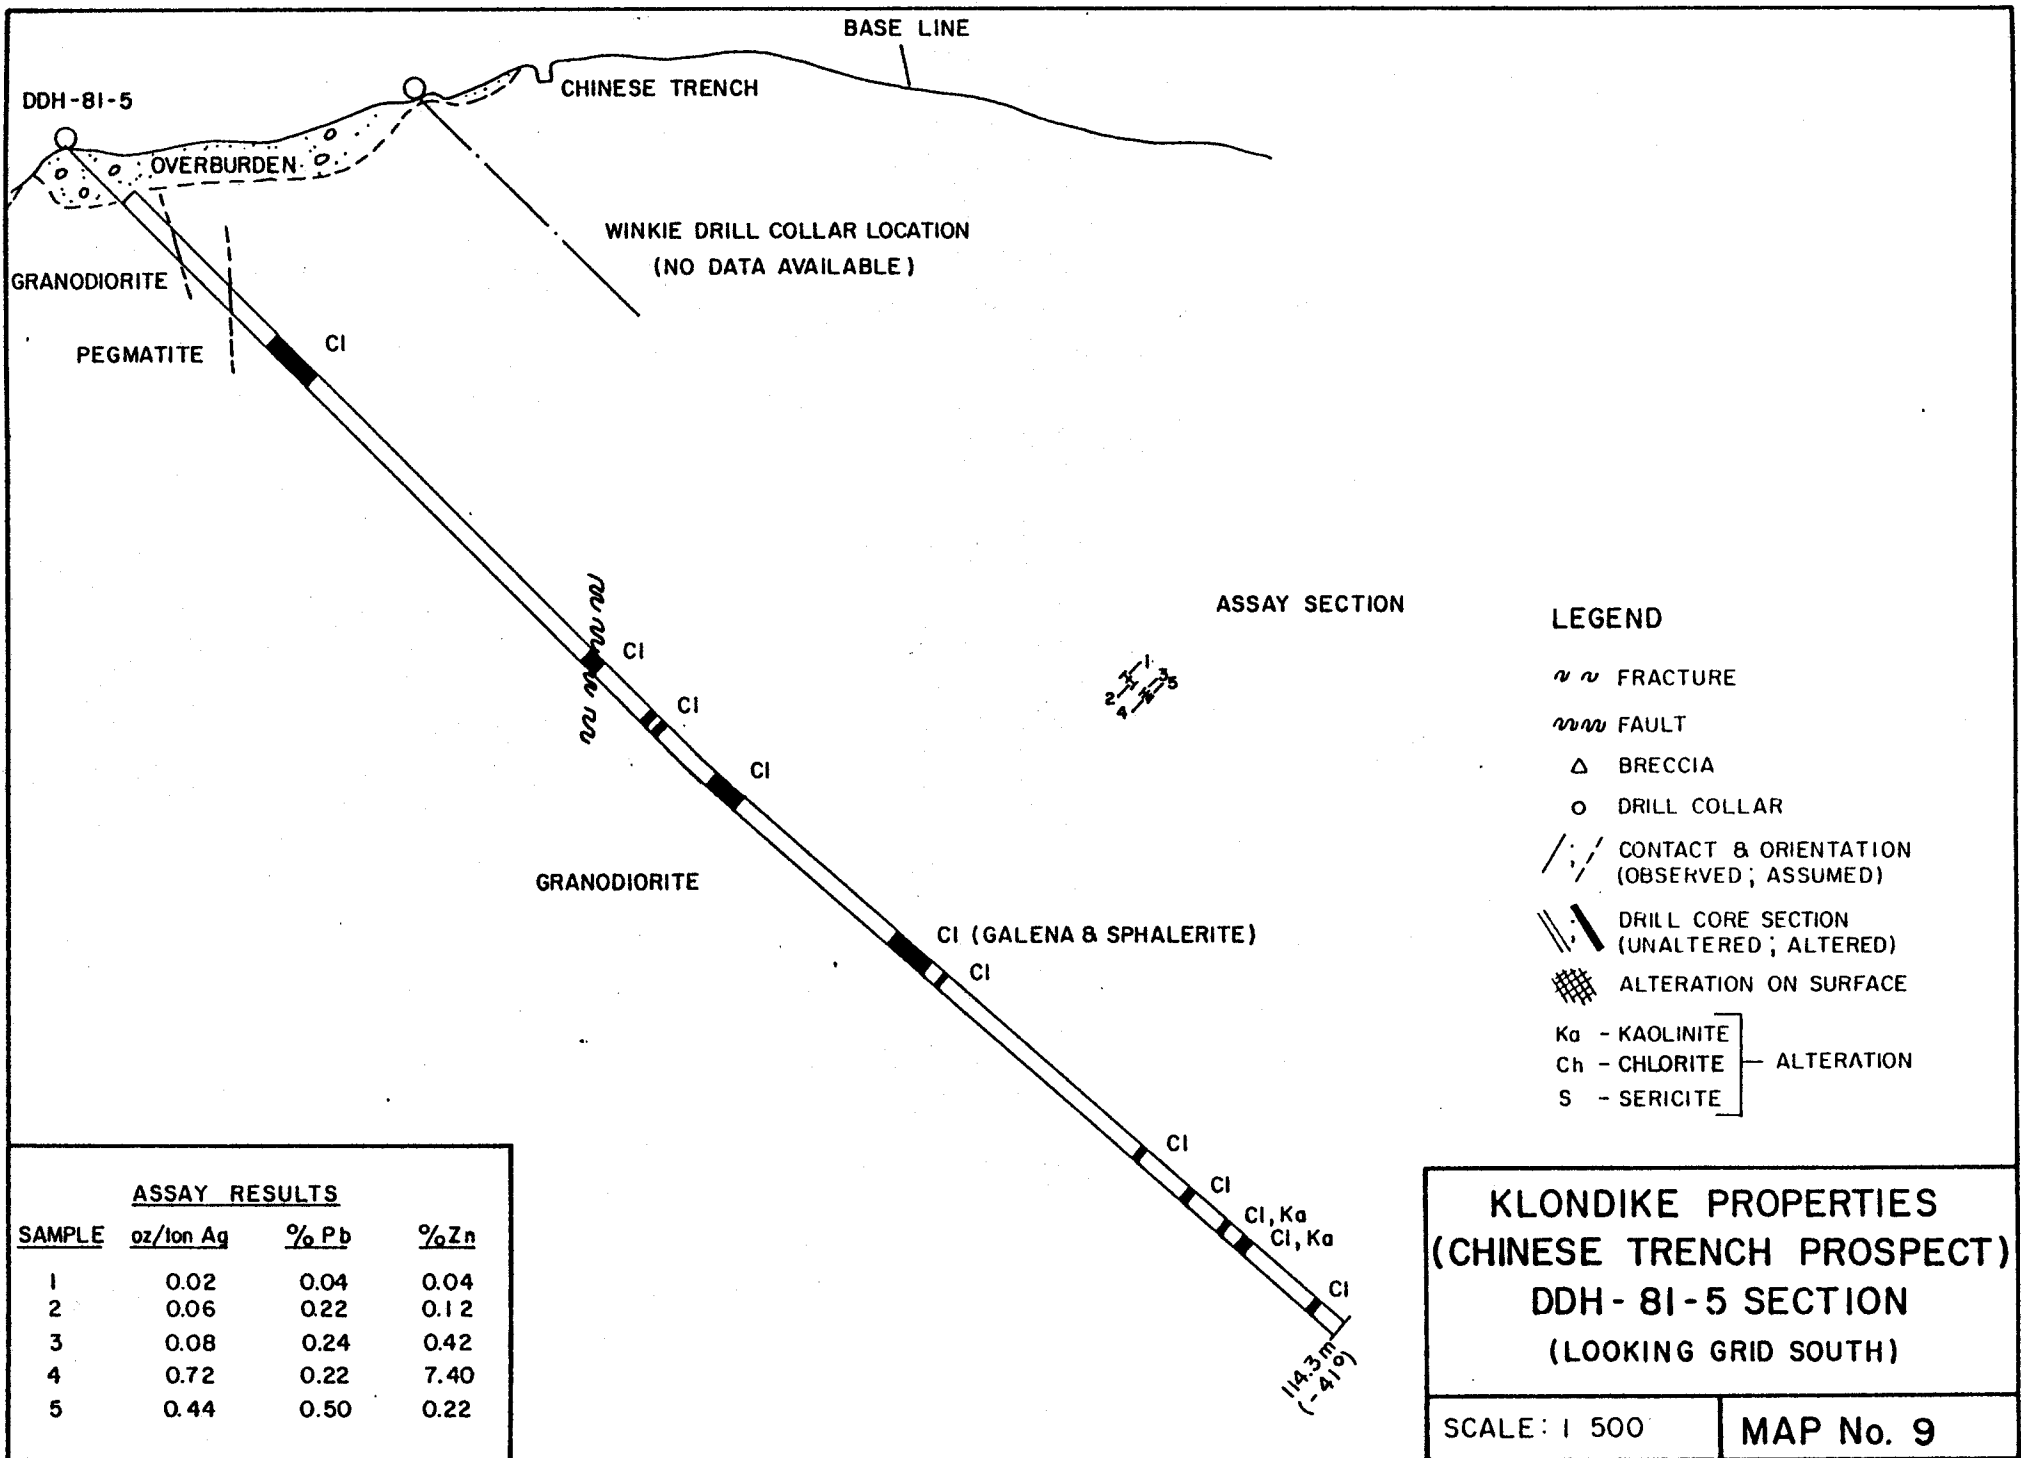 BASE LINE
DDH-81-5
CHINESE TRENCH
OVERBURDEN
WINKIE DRILL COLLAR LOCATION
(NO DATA AVAILABLE)
GRANODIORITE
PEGMATITE
Cl
Cl
Cl
Cl
GRANODIORITE
Cl (GALENA & SPHALERITE)
Cl
Cl
Cl
Cl, Ka
Cl, Ka
Cl
114.3 m
(-41°)
ASSAY SECTION
1
2
3
5
4
LEGEND
FRACTURE
FAULT
BRECCIA
DRILL COLLAR
CONTACT & ORIENTATION
(OBSERVED; ASSUMED)
DRILL CORE SECTION
(UNALTERED; ALTERED)
ALTERATION ON SURFACE
Ka - KAOLINITE
Ch - CHLORITE - ALTERATION
S - SERICITE
ASSAY RESULTS
SAMPLE oz/ton Ag % Pb % Zn
1 0.02 0.04 0.04
2 0.06 0.22 0.12
3 0.08 0.24 0.42
4 0.72 0.22 7.40
5 0.44 0.50 0.22
KLONDIKE PROPERTIES
(CHINESE TRENCH PROSPECT)
DDH-81-5 SECTION
(LOOKING GRID SOUTH)
SCALE: 1 500
MAP No. 9